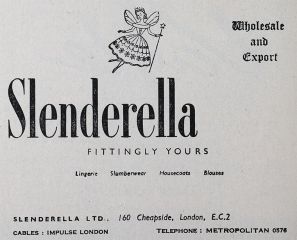 Wholesale
and
Export
Slenderella
FITTINGLY YOURS
Lingerie Slumberwear Housecoats Blouses
SLENDERELLA LTD., 160 Cheapside, London, E.C.2
CABLES : IMPULSE LONDON TELEPHONE : METROPOLITAN 0576